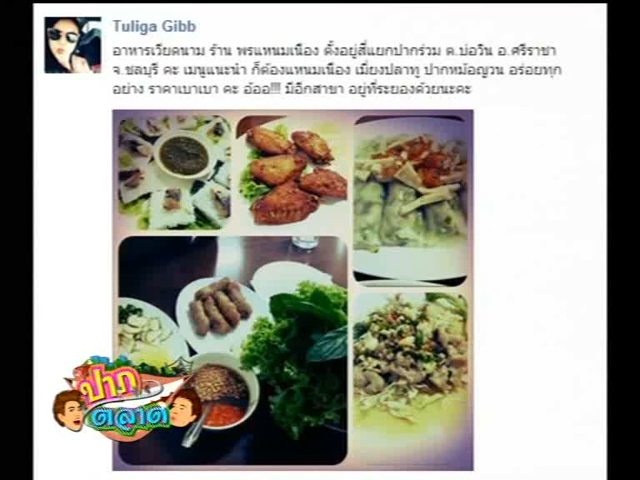 Tuliga Gibb
อาหารเวียดนาม ร้าน พรแหนมเนือง ตั้งอยู่สี่แยกปากร่วม ต.บ่อวิน อ.ศรีราชา
จ.ชลบุรี คะ เมนูแนะนำ ก็ต้องแหนมเนือง เมี่ยงปลาทู ปากหม้อญวน อร่อยทุก
อย่าง ราคาเบาเบา คะ อ้ออ!!! มีอีกสาขา อยู่ที่ระยองด้วยนะคะ
ปาก
ตลาด